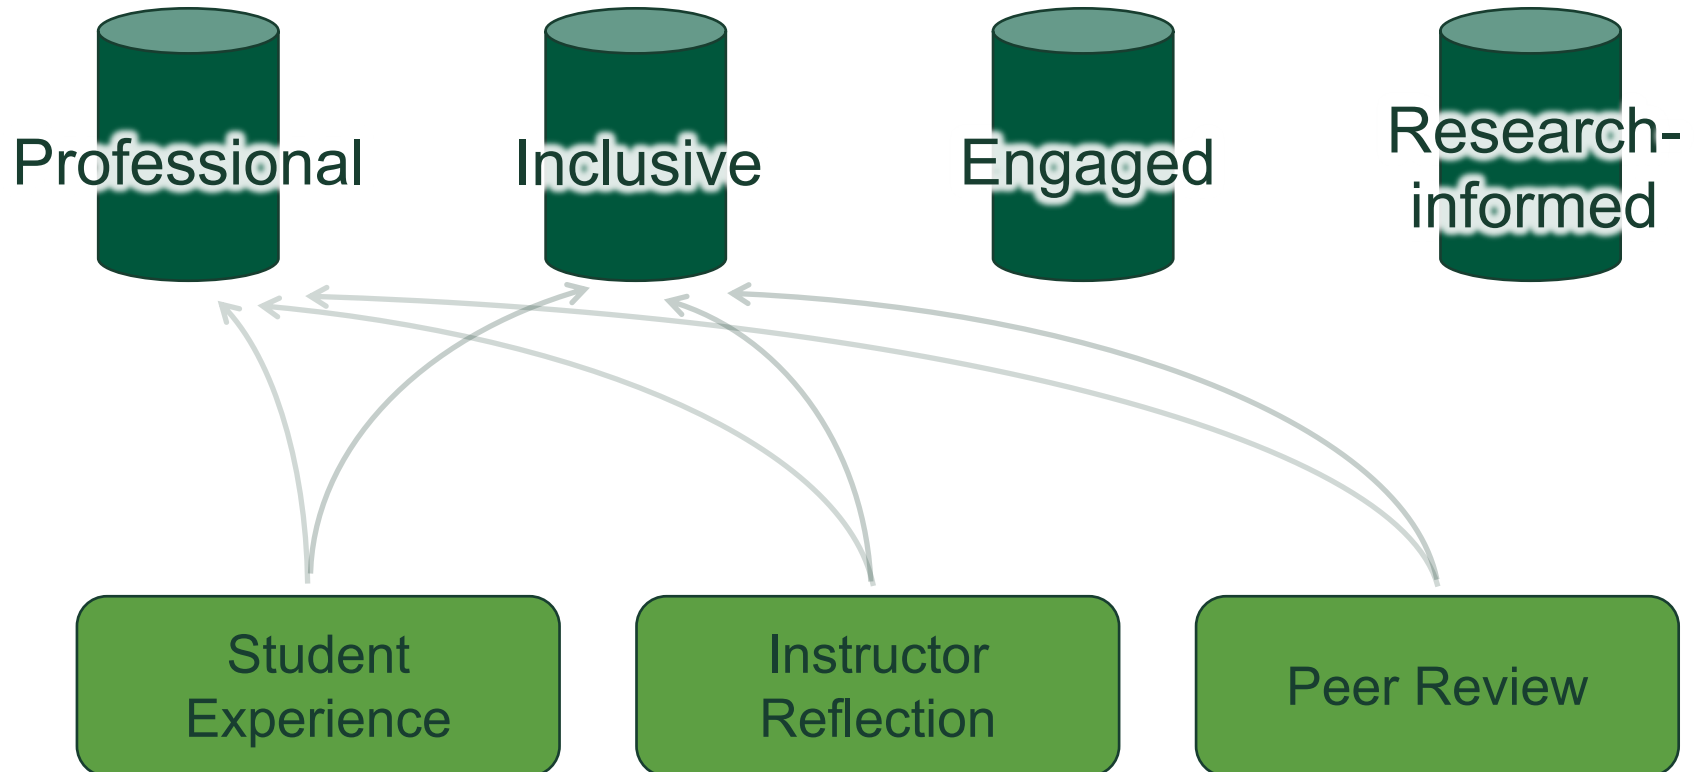 Professional
Inclusive
Engaged
Research-
informed
Student
Experience
Instructor
Reflection
Peer Review